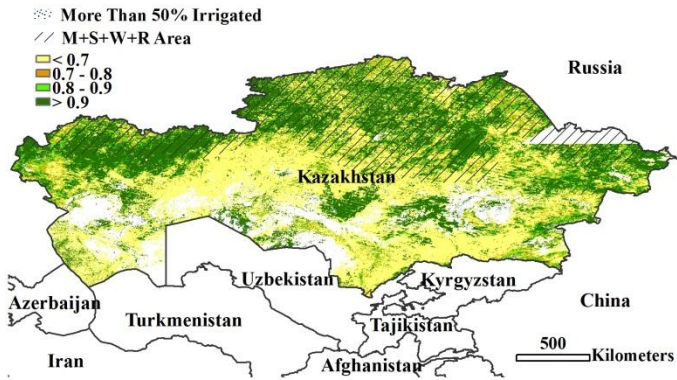 More Than 50% Irrigated
M+S+W+R Area
< 0.7
0.7 - 0.8
0.8 - 0.9
> 0.9
Russia
Kazakhstan
Uzbekistan
Kyrgyzstan
Azerbaijan
Turkmenistan
Tajikistan
China
Iran
Afghanistan
500
Kilometers